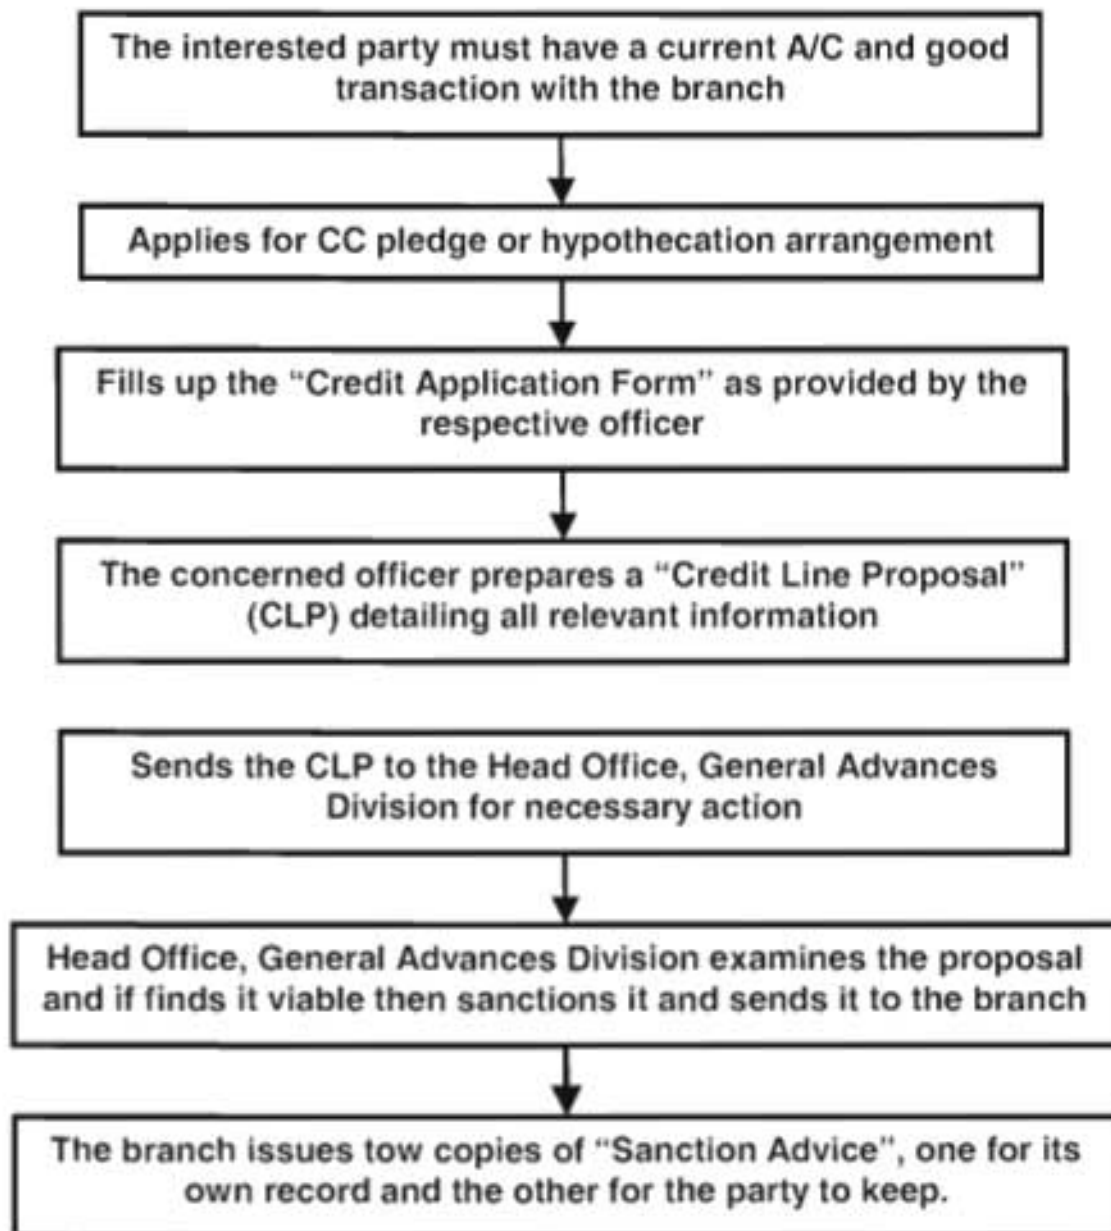 The interested party must have a current A/C and good
transaction with the branch
Applies for CC pledge or hypothecation arrangement
Fills up the “Credit Application Form” as provided by the
respective officer
The concerned officer prepares a “Credit Line Proposal”
(CLP) detailing all relevant information
Sends the CLP to the Head Office, General Advances
Division for necessary action
Head Office, General Advances Division examines the proposal
and if finds it viable then sanctions it and sends it to the branch
The branch issues tow copies of “Sanction Advice”, one for its
own record and the other for the party to keep.